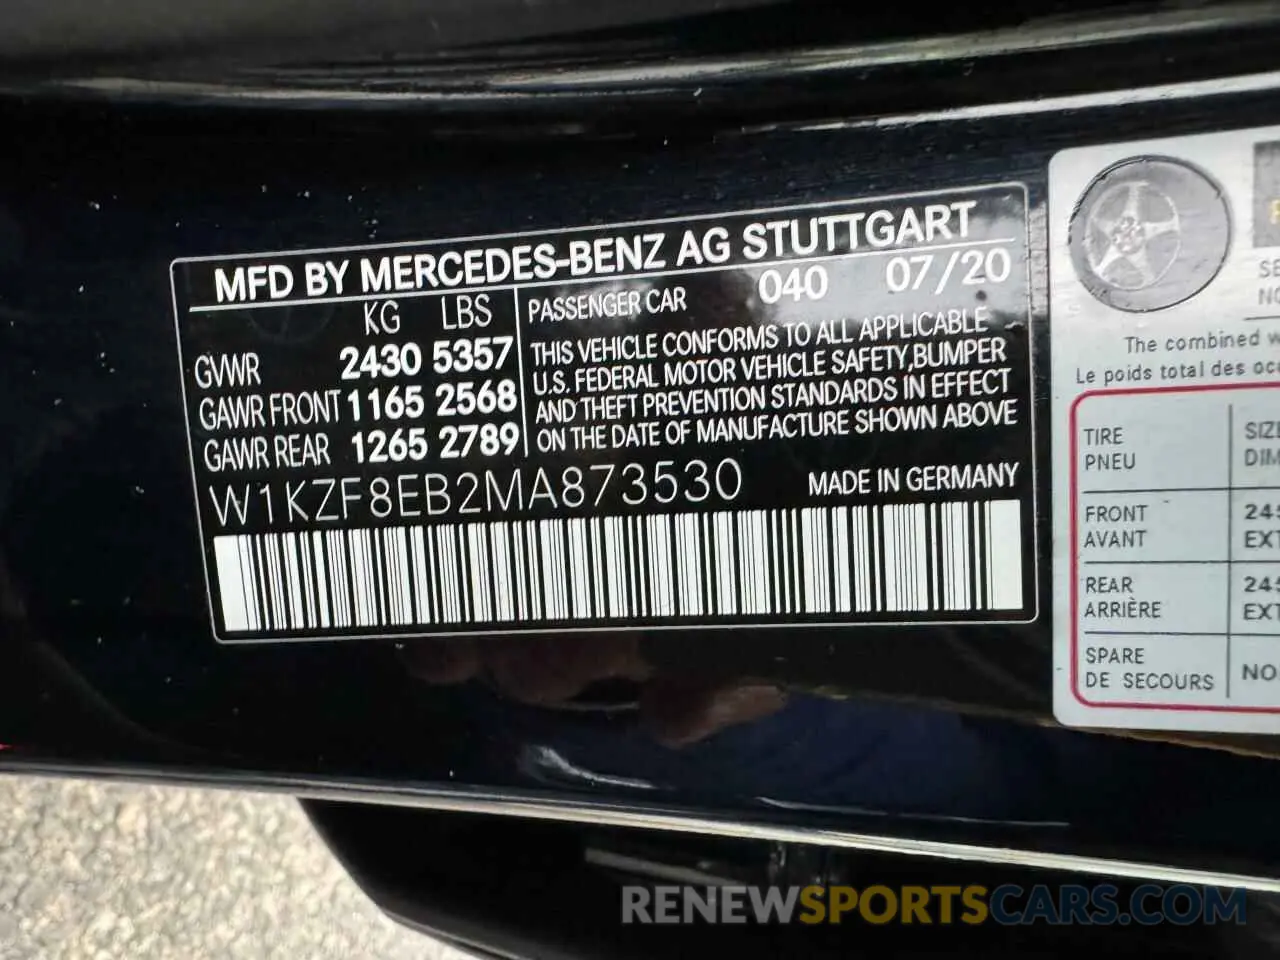 MFD BY MERCEDES-BENZ AG STUTTGART
KG LBS
GVWR 2430 5357
GAWR FRONT 1165 2568
GAWR REAR 1265 2789
PASSENGER CAR 040 07/20
THIS VEHICLE CONFORMS TO ALL APPLICABLE
U.S. FEDERAL MOTOR VEHICLE SAFETY,BUMPER
AND THEFT PREVENTION STANDARDS IN EFFECT
ON THE DATE OF MANUFACTURE SHOWN ABOVE
W1KZF8EB2MA873530 MADE IN GERMANY
The combined
Le poids total des
TIRE
PNEU
FRONT
AVANT
REAR
ARRIÈRE
SPARE
DE SECOURS
RENEWSPORTSCARS.COM